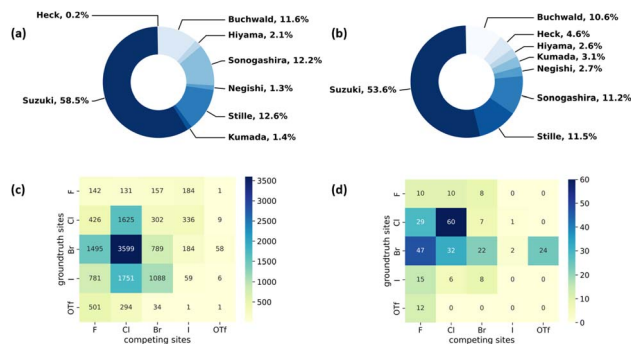 (a)
Heck, 0.2%
Buchwald, 11.6%
Hiyama, 2.1%
Sonogashira, 12.2%
Negishi, 1.3%
Stille, 12.6%
Kumada, 1.4%
Suzuki, 58.5%
(b)
Buchwald, 10.6%
Heck, 4.6%
Hiyama, 2.6%
Kumada, 3.1%
Negishi, 2.7%
Sonogashira, 11.2%
Stille, 11.5%
Suzuki, 53.6%
(c)
groundtruth sites
F 142 131 157 184 1
Cl 426 1625 302 336 9
Br 1495 3599 789 184 58
I 781 1751 1088 59 6
OTf 501 294 34 1 1
F Cl Br I OTf
competing sites
3500
3000
2500
2000
1500
1000
500
(d)
groundtruth sites
F 10 10 8 0 0
Cl 29 60 7 1 0
Br 47 32 22 2 24
I 15 6 8 0 0
OTf 12 0 0 0 0
F Cl Br I OTf
competing sites
60
50
40
30
20
10
0